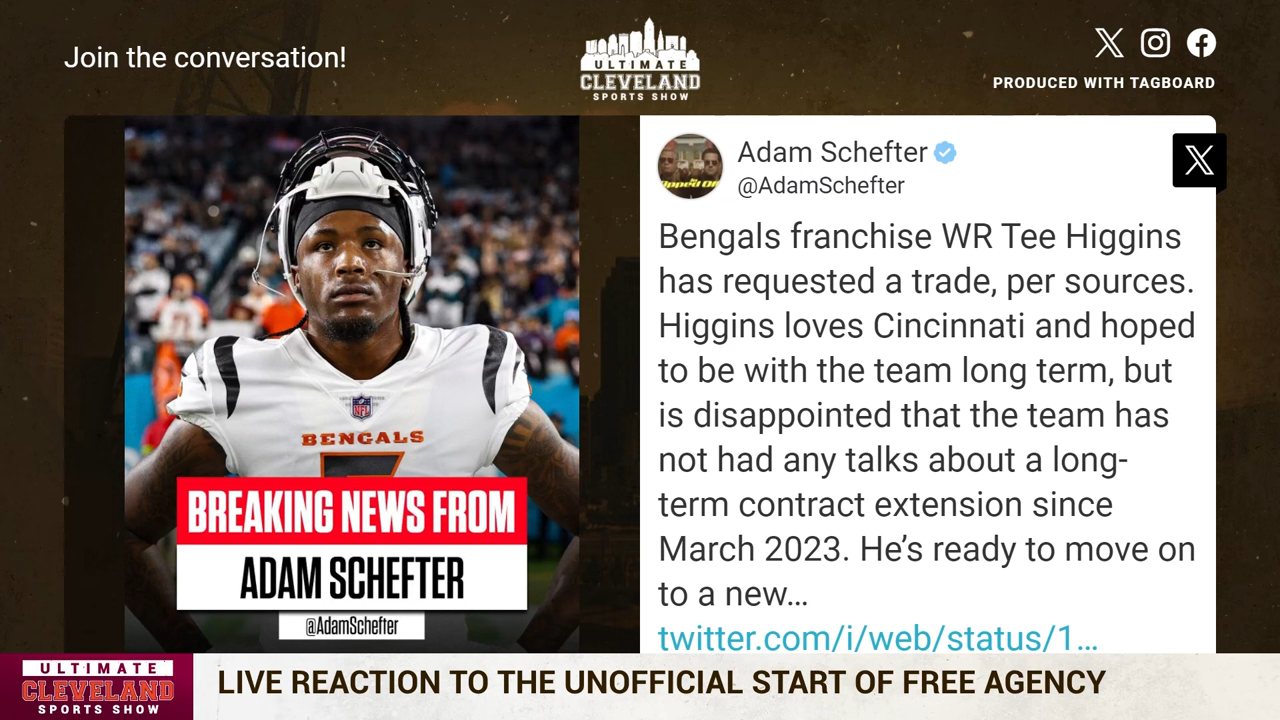 Join the conversation!
ULTIMATE
CLEVELAND
SPORTS SHOW
PRODUCED WITH TAGBOARD
BENGALS
BREAKING NEWS FROM
ADAM SCHEFTER
@AdamSchefter
Adam Schefter
@AdamSchefter
Bengals franchise WR Tee Higgins
has requested a trade, per sources.
Higgins loves Cincinnati and hoped
to be with the team long term, but
is disappointed that the team has
not had any talks about a long-
term contract extension since
March 2023. He’s ready to move on
to a new…
twitter.com/i/web/status/1…
ULTIMATE
CLEVELAND
SPORTS SHOW
LIVE REACTION TO THE UNOFFICIAL START OF FREE AGENCY